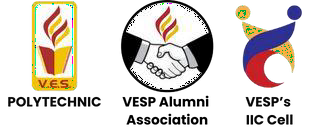 V.E.S.
POLYTECHNIC
VESP Alumni
Association
VESP's
IIC Cell